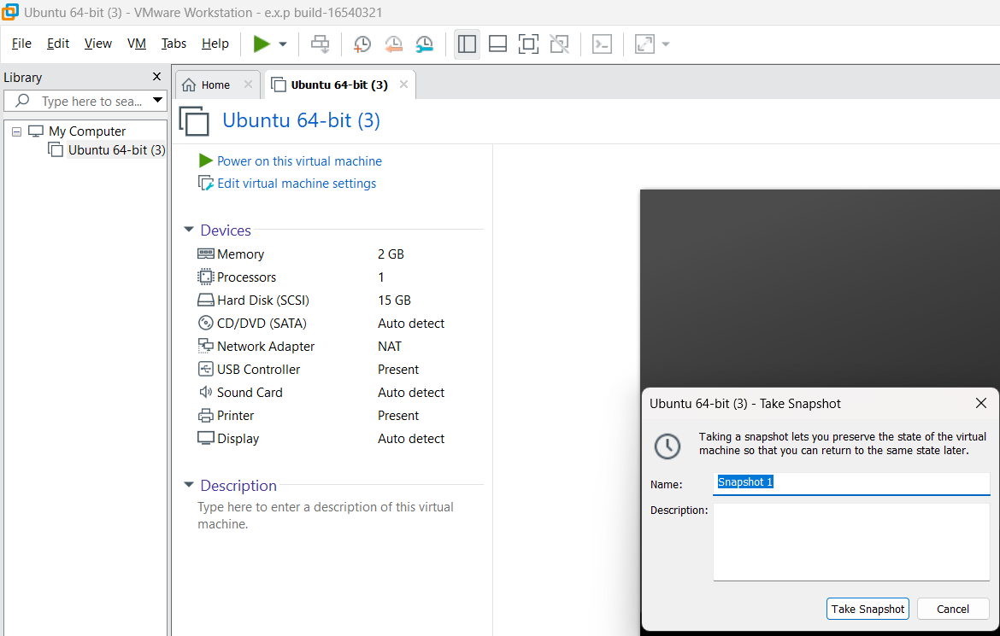 Ubuntu 64-bit (3) - VMware Workstation - e.x.p build-16540321
File Edit View VM Tabs Help
Library
Home
Ubuntu 64-bit (3)
Type here to sea...
My Computer
Ubuntu 64-bit (3)
Ubuntu 64-bit (3)
Power on this virtual machine
Edit virtual machine settings
Devices
Memory 2 GB
Processors 1
Hard Disk (SCSI) 15 GB
CD/DVD (SATA) Auto detect
Network Adapter NAT
USB Controller Present
Sound Card Auto detect
Printer Present
Display Auto detect
Description
Type here to enter a description of this virtual
machine.
Ubuntu 64-bit (3) - Take Snapshot
Taking a snapshot lets you preserve the state of the virtual
machine so that you can return to the same state later.
Name: Snapshot 1
Description:
Take Snapshot Cancel